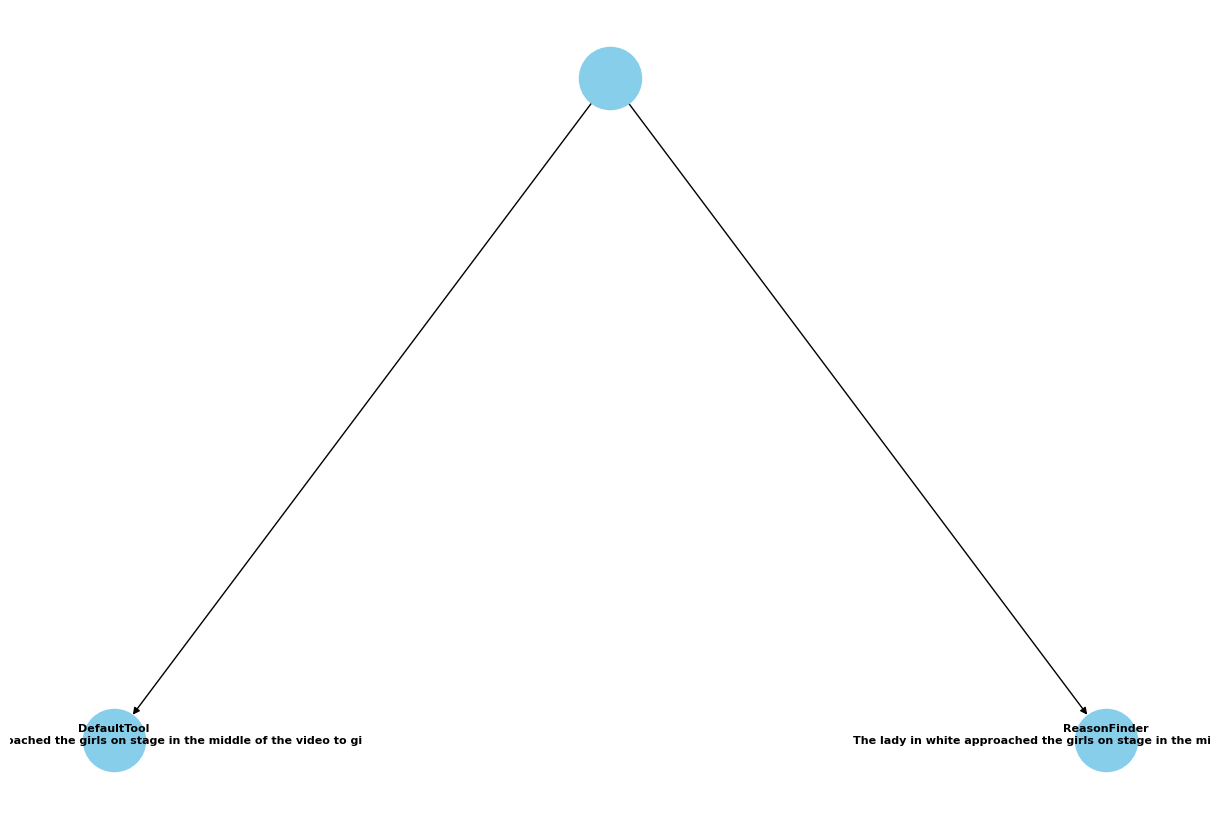 DefaultTool
the girls on stage in the middle of the video to gi
ReasonFinder
The lady in white approached the girls on stage in the mi